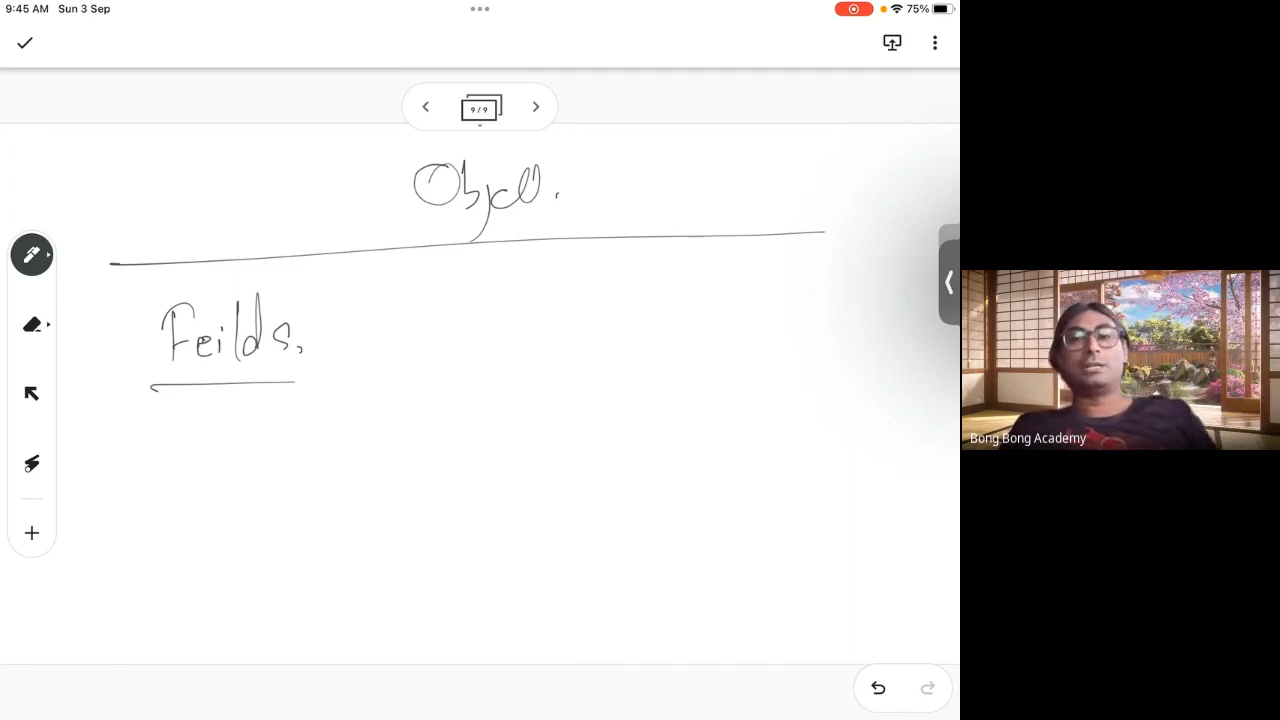 9:45 AM Sun 3 Sep
75%
9/9
Object.
Feilds,
Bong Bong Academy